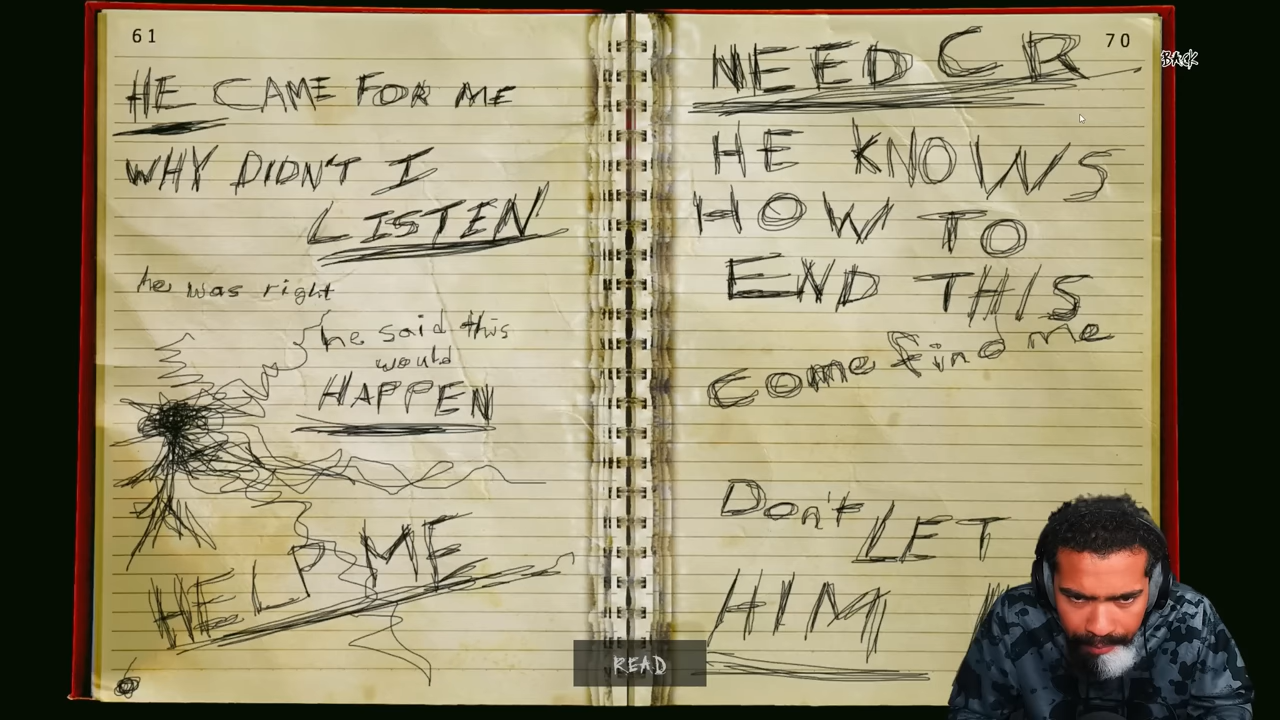 61
HE CAME FOR ME
WHY DIDN'T I
LISTEN
he was right
he said this
would
HAPPEN
HELP ME
70
NEED CR
HE KNOWS
HOW TO
END THIS
come find me
Don't LET
HIM
READ
BACK